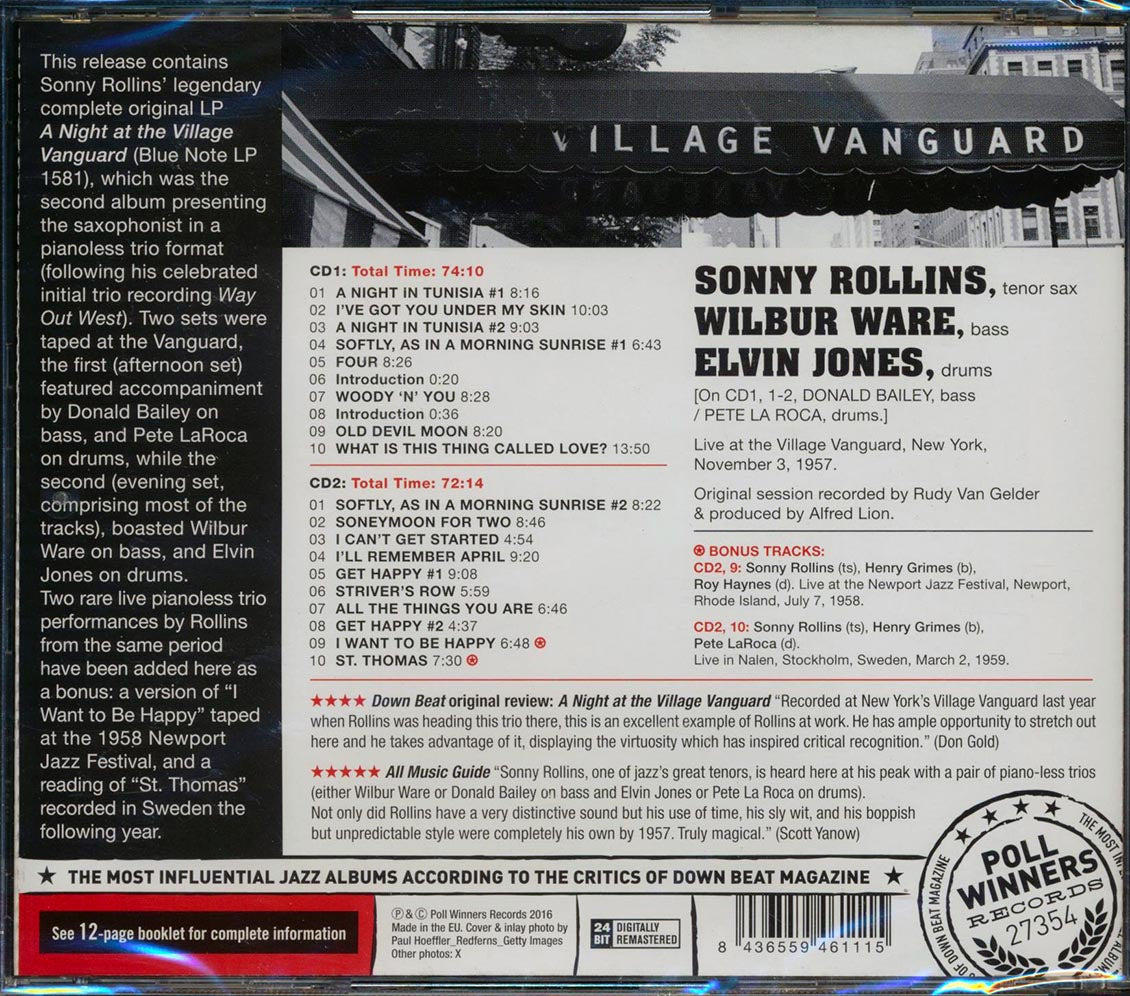 This release contains
Sonny Rollins' legendary
complete original LP
A Night at the Village
Vanguard (Blue Note LP
1581), which was the
second album presenting
the saxophonist in a
pianoless trio format
(following his celebrated
initial trio recording Way
Out West). Two sets were
taped at the Vanguard,
the first (afternoon set)
featured accompaniment
by Donald Bailey on
bass, and Pete LaRoca
on drums, while the
second (evening set,
comprising most of the
tracks), boasted Wilbur
Ware on bass, and Elvin
Jones on drums.
Two rare live pianoless trio
performances by Rollins
from the same period
have been added here as
a bonus: a version of “I
Want to Be Happy” taped
at the 1958 Newport
Jazz Festival, and a
reading of “St. Thomas”
recorded in Sweden the
following year.
VILLAGE VANGUARD
CD1: Total Time: 74:10
01 A NIGHT IN TUNISIA #1 8:16
02 I'VE GOT YOU UNDER MY SKIN 10:03
03 A NIGHT IN TUNISIA #2 9:03
04 SOFTLY, AS IN A MORNING SUNRISE #1 6:43
05 FOUR 8:26
06 Introduction 0:20
07 WOODY ‘N’ YOU 8:28
08 Introduction 0:36
09 OLD DEVIL MOON 8:20
10 WHAT IS THIS THING CALLED LOVE? 13:50
CD2: Total Time: 72:14
01 SOFTLY, AS IN A MORNING SUNRISE #2 8:22
02 SONEYMOON FOR TWO 8:46
03 I CAN'T GET STARTED 4:54
04 I'LL REMEMBER APRIL 9:20
05 GET HAPPY #1 9:08
06 STRIVER'S ROW 5:59
07 ALL THE THINGS YOU ARE 6:46
08 GET HAPPY #2 4:37
09 I WANT TO BE HAPPY 6:48
10 ST. THOMAS 7:30
SONNY ROLLINS, tenor sax
WILBUR WARE, bass
ELVIN JONES, drums
[On CD1, 1-2, DONALD BAILEY, bass
/ PETE LA ROCA, drums.]
Live at the Village Vanguard, New York,
November 3, 1957.
Original session recorded by Rudy Van Gelder
& produced by Alfred Lion.
BONUS TRACKS:
CD2, 9: Sonny Rollins (ts), Henry Grimes (b),
Roy Haynes (d). Live at the Newport Jazz Festival, Newport,
Rhode Island, July 7, 1958.
CD2, 10: Sonny Rollins (ts), Henry Grimes (b),
Pete LaRoca (d).
Live in Nalen, Stockholm, Sweden, March 2, 1959.
★★★★ Down Beat original review: A Night at the Village Vanguard “Recorded at New York's Village Vanguard last year
when Rollins was heading this trio there, this is an excellent example of Rollins at work. He has ample opportunity to stretch out
here and he takes advantage of it, displaying the virtuosity which has inspired critical recognition.” (Don Gold)
★★★★★ All Music Guide “Sonny Rollins, one of jazz's great tenors, is heard here at his peak with a pair of piano-less trios
(either Wilbur Ware or Donald Bailey on bass and Elvin Jones or Pete La Roca on drums).
Not only did Rollins have a very distinctive sound but his use of time, his sly wit, and his boppish
but unpredictable style were completely his own by 1957. Truly magical.” (Scott Yanow)
★ THE MOST INFLUENTIAL JAZZ ALBUMS ACCORDING TO THE CRITICS OF DOWN BEAT MAGAZINE ★
See 12-page booklet for complete information
℗ & © Poll Winners Records 2016
Made in the EU. Cover & inlay photo by
Paul Hoeffler_Redferns_Getty Images
Other photos: X
24 BIT DIGITALLY
REMASTERED
8 436559 461115
POLL
WINNERS
RECORDS
27354
THE MOST
OF DOWN BEAT MAGAZINE